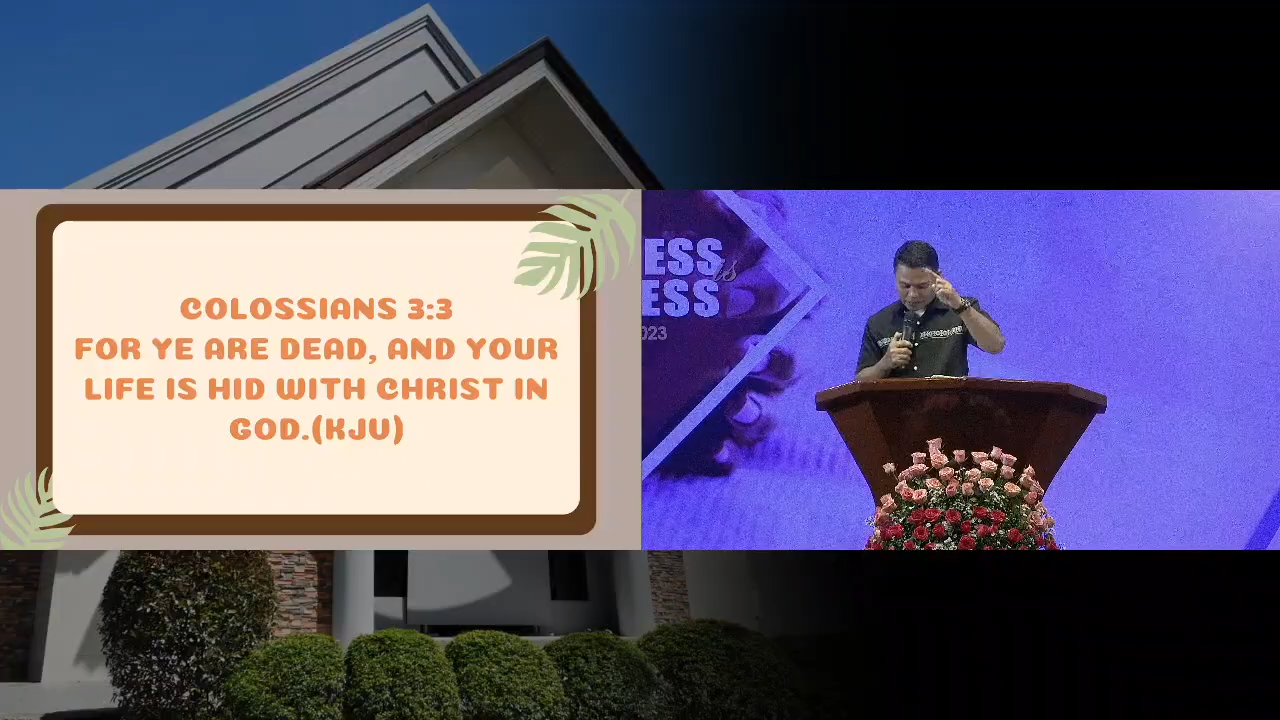 COLOSSIANS 3:3
FOR YE ARE DEAD, AND YOUR
LIFE IS HID WITH CHRIST IN
GOD.(KJV)
ESS
is
ESS
023